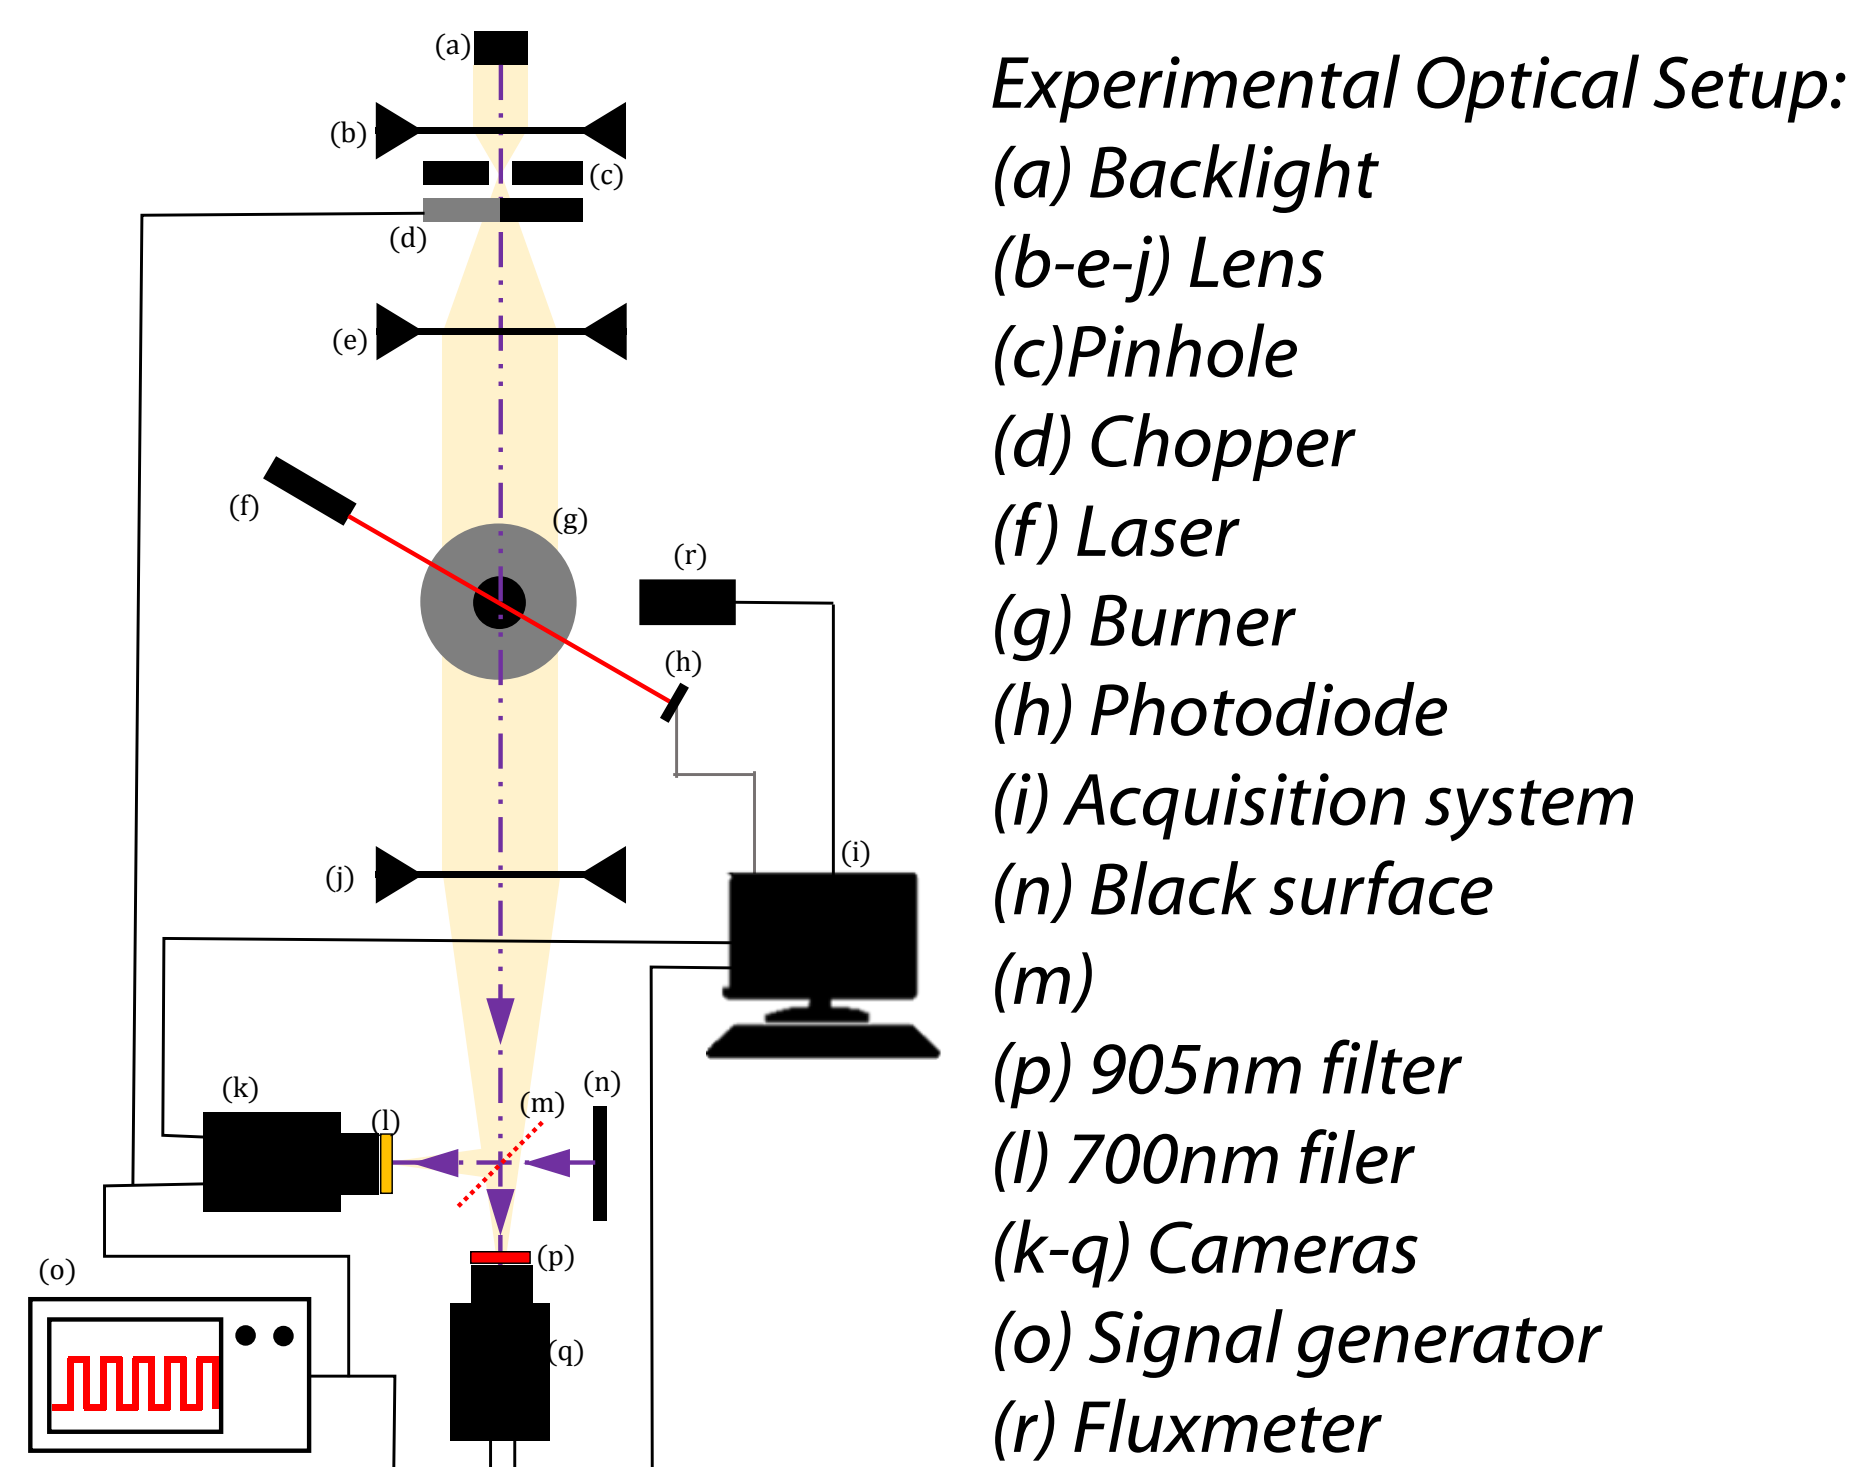 (a)
(b)
(c)
(d)
(e)
(f)
(g)
(r)
(h)
(i)
(j)
(k)
(l)
(m)
(n)
(o)
(p)
(q)
Experimental Optical Setup:
(a) Backlight
(b-e-j) Lens
(c)Pinhole
(d) Chopper
(f) Laser
(g) Burner
(h) Photodiode
(i) Acquisition system
(n) Black surface
(m)
(p) 905nm filter
(l) 700nm filer
(k-q) Cameras
(o) Signal generator
(r) Fluxmeter